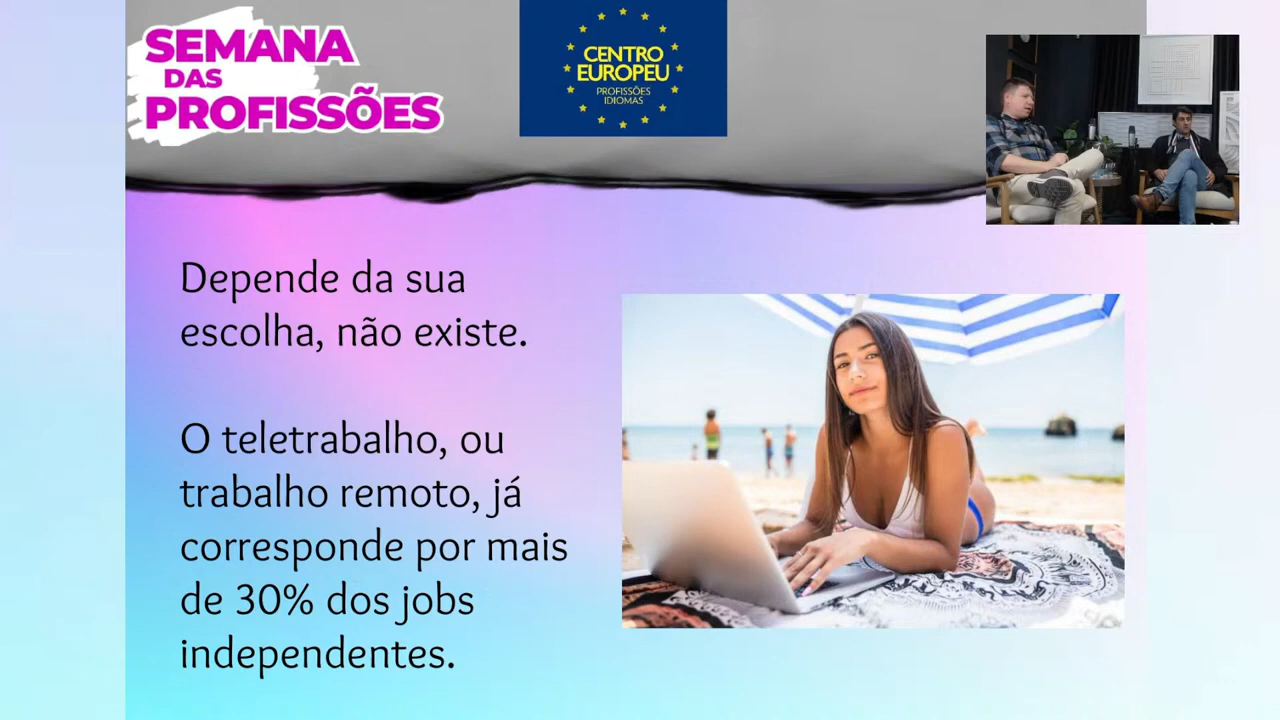 SEMANA
DAS
PROFISSÕES
CENTRO
EUROPEU
PROFISSÕES
IDIOMAS
Depende da sua
escolha, não existe.
O teletrabalho, ou
trabalho remoto, já
corresponde por mais
de 30% dos jobs
independentes.